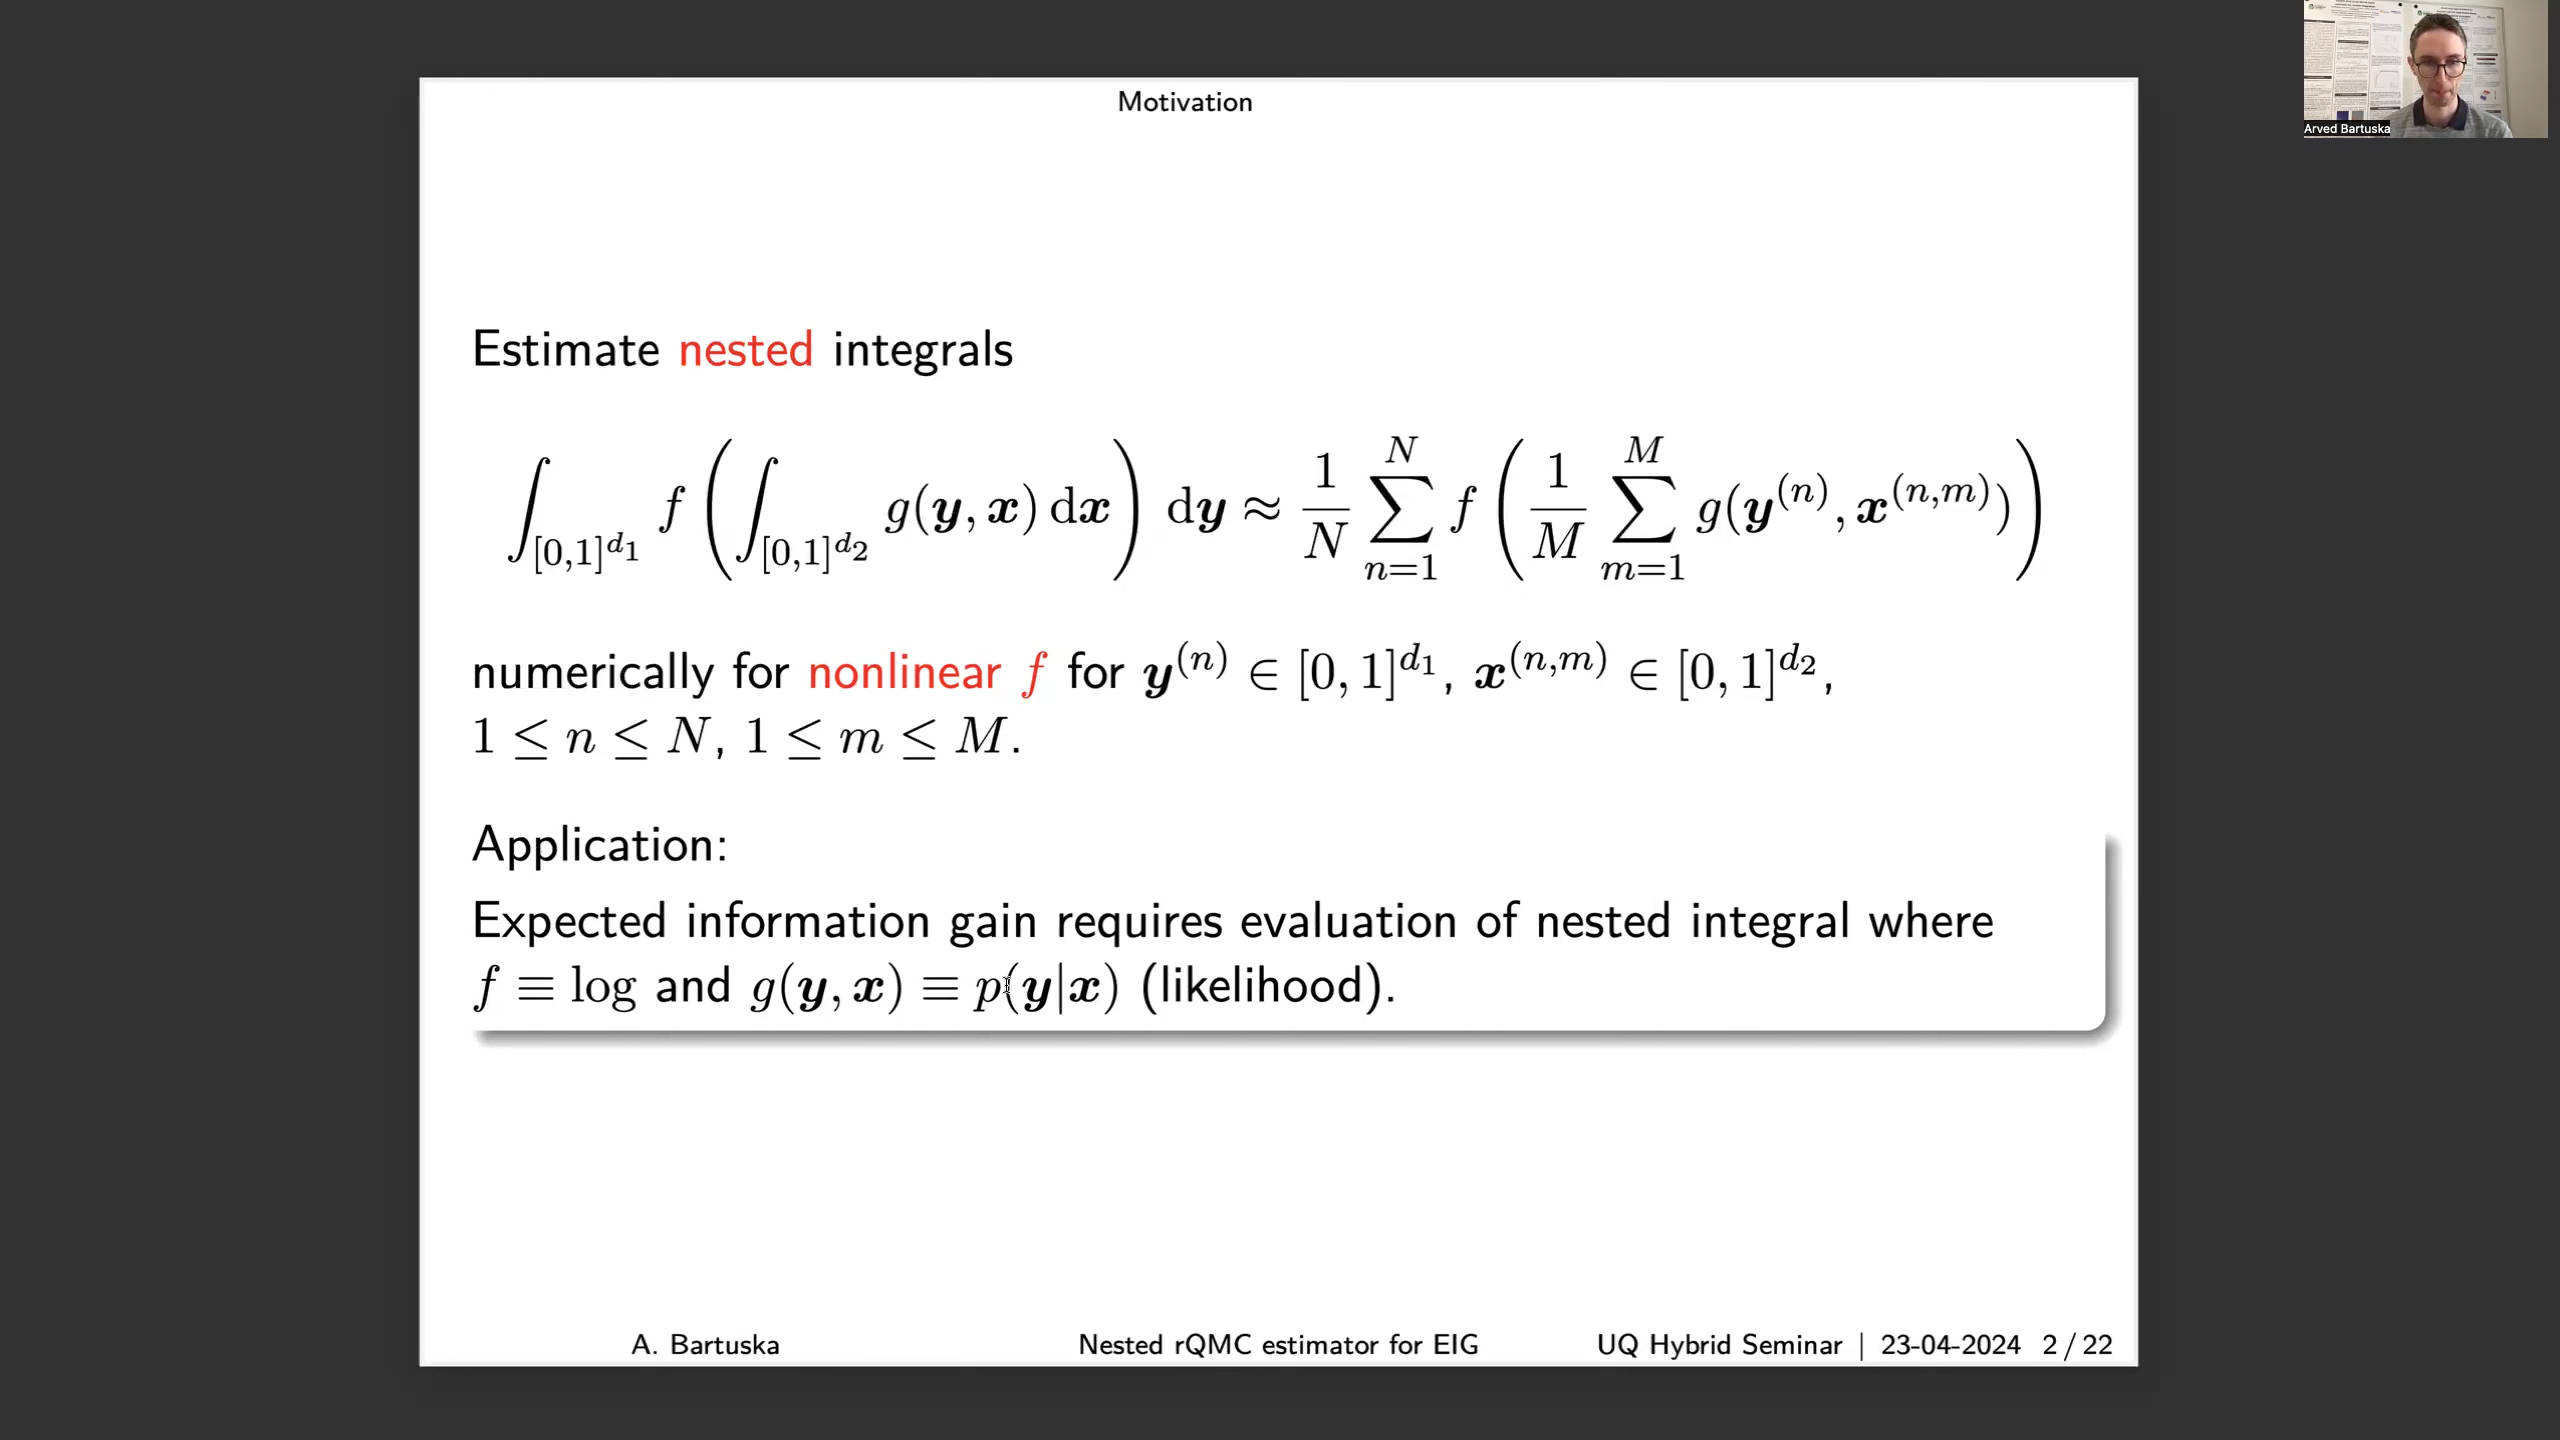 Motivation
Arved Bartuska
Estimate nested integrals
∫_{[0,1]^{d_1}} f ( ∫_{[0,1]^{d_2}} g(y, x) dx ) dy ≈ 1/N ∑_{n=1}^{N} f ( 1/M ∑_{m=1}^{M} g(y^{(n)}, x^{(n,m)}) )
numerically for nonlinear f for y^{(n)} ∈ [0, 1]^{d_1}, x^{(n,m)} ∈ [0, 1]^{d_2},
1 ≤ n ≤ N, 1 ≤ m ≤ M.
Application:
Expected information gain requires evaluation of nested integral where
f ≡ log and g(y, x) ≡ p(y|x) (likelihood).
A. Bartuska Nested rQMC estimator for EIG UQ Hybrid Seminar | 23-04-2024 2 / 22